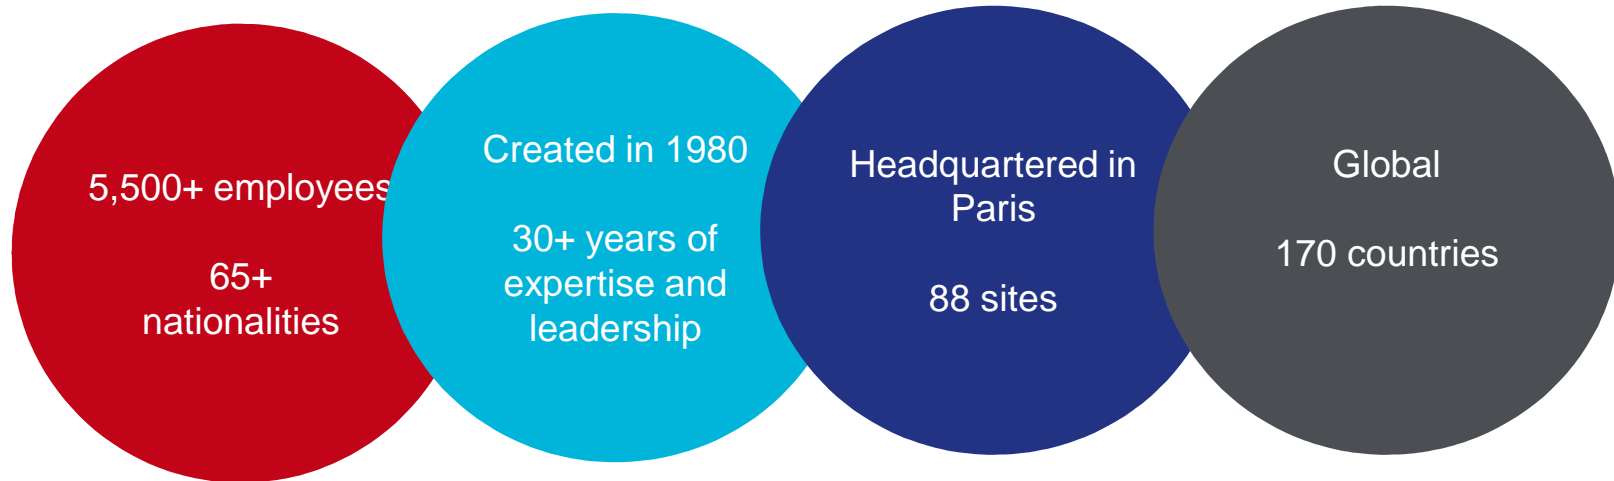 5,500+ employees
65+
nationalities
Created in 1980
30+ years of
expertise and
leadership
Headquartered in
Paris
88 sites
Global
170 countries